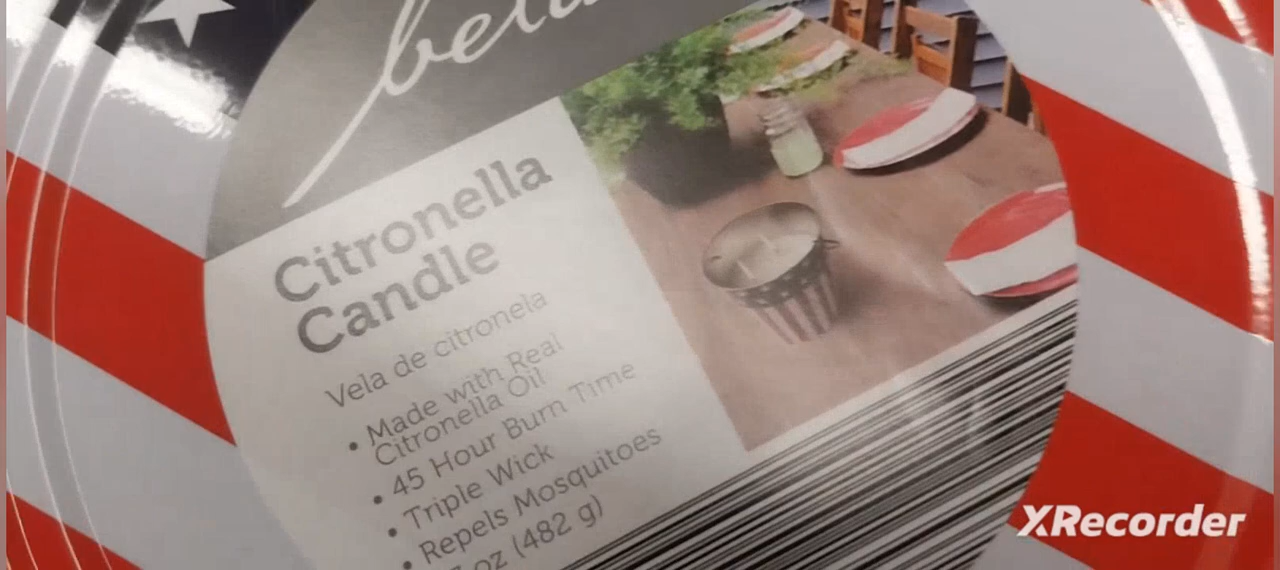 Citronella
Candle
Vela de citronela
• Made with Real
Citronella Oil
• 45 Hour Burn Time
• Triple Wick
• Repels Mosquitoes
oz (482 g)
XRecorder